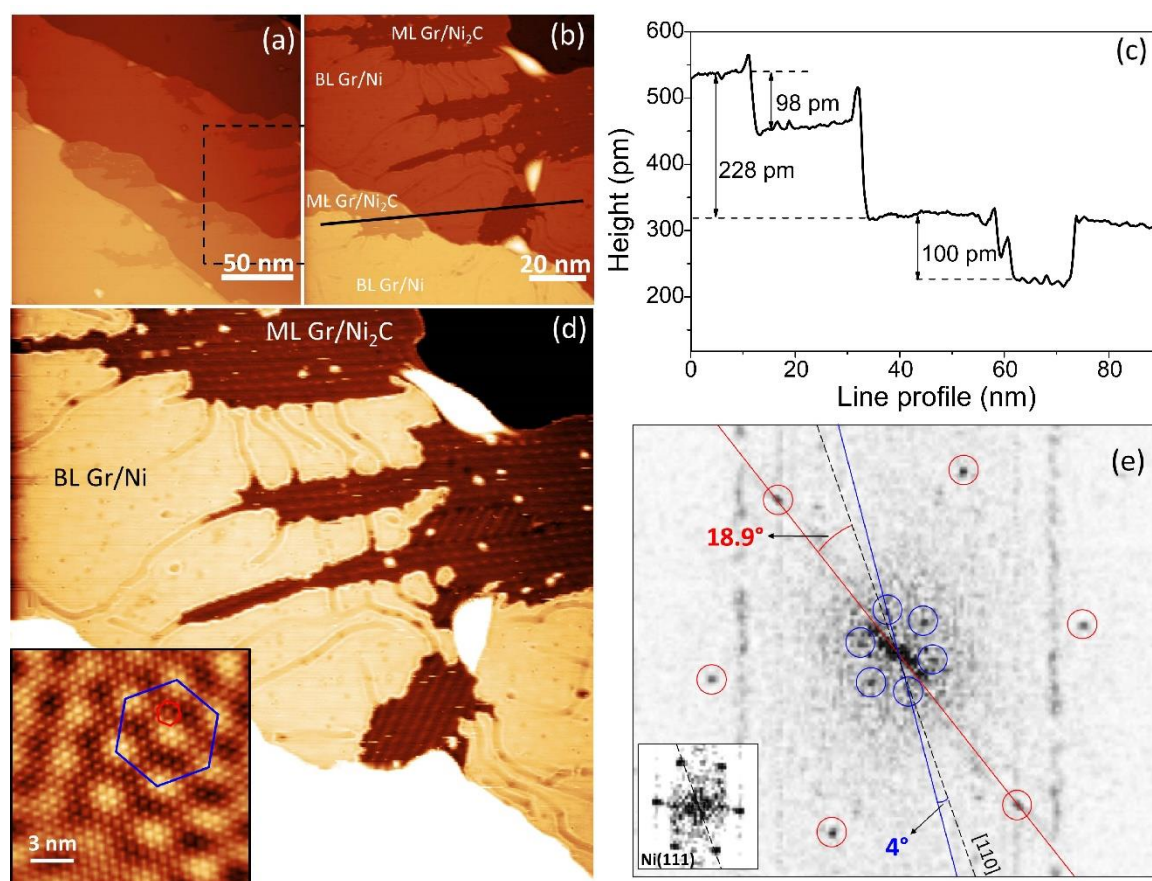 (a)
50 nm
ML Gr/Ni₂C
(b)
BL Gr/Ni
ML Gr/Ni₂C
BL Gr/Ni
20 nm
(c)
600
500
400
300
200
Height (pm)
98 pm
228 pm
100 pm
0
20
40
60
80
Line profile (nm)
ML Gr/Ni₂C
(d)
BL Gr/Ni
3 nm
(e)
18.9°
4°
[110]
Ni(111)